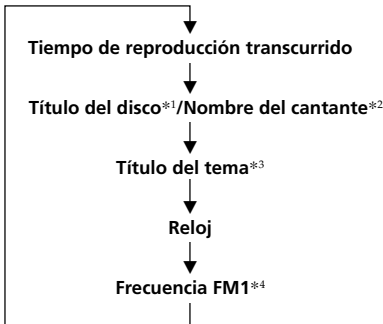 Tiempo de reproducción transcurrido
Título del disco*1/Nombre del cantante*2
Título del tema*3
Reloj
Frecuencia FM1*4